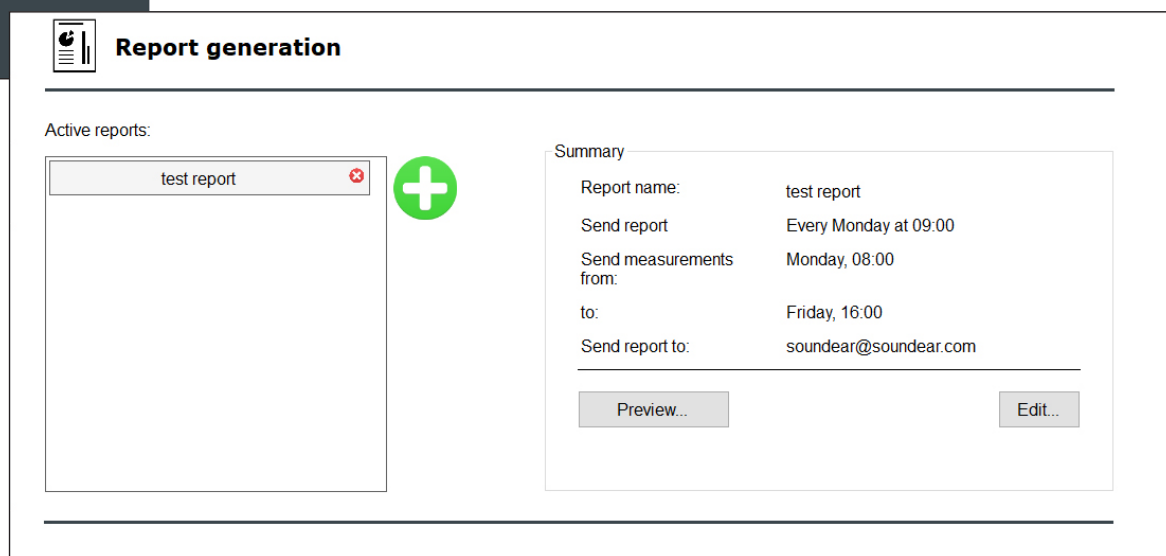 Report generation
Active reports:
test report
Summary
Report name: test report
Send report Every Monday at 09:00
Send measurements Monday, 08:00
from:
to: Friday, 16:00
Send report to: soundear@soundear.com
Preview... Edit...